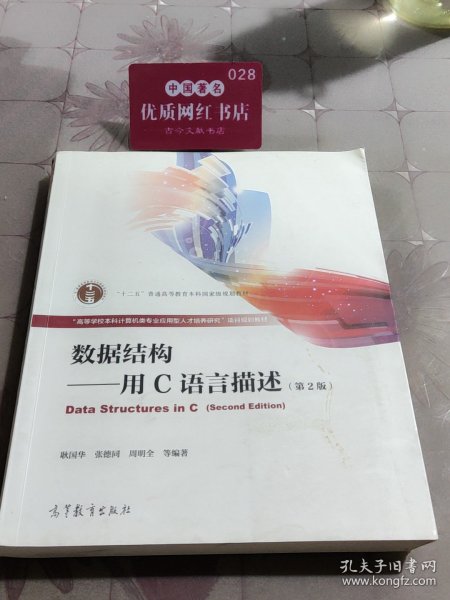 028
中国著名
优质网红书店
古今文献书店
十二五
"十二五"普通高等教育本科国家级规划教材
"高等学校本科计算机类专业应用型人才培养研究"项目规划教材
数据结构
——用 C 语言描述(第2版)
Data Structures in C (Second Edition)
耿国华 张德同 周明全 等编著
高等教育出版社
孔夫子旧书网
www.kongfz.com